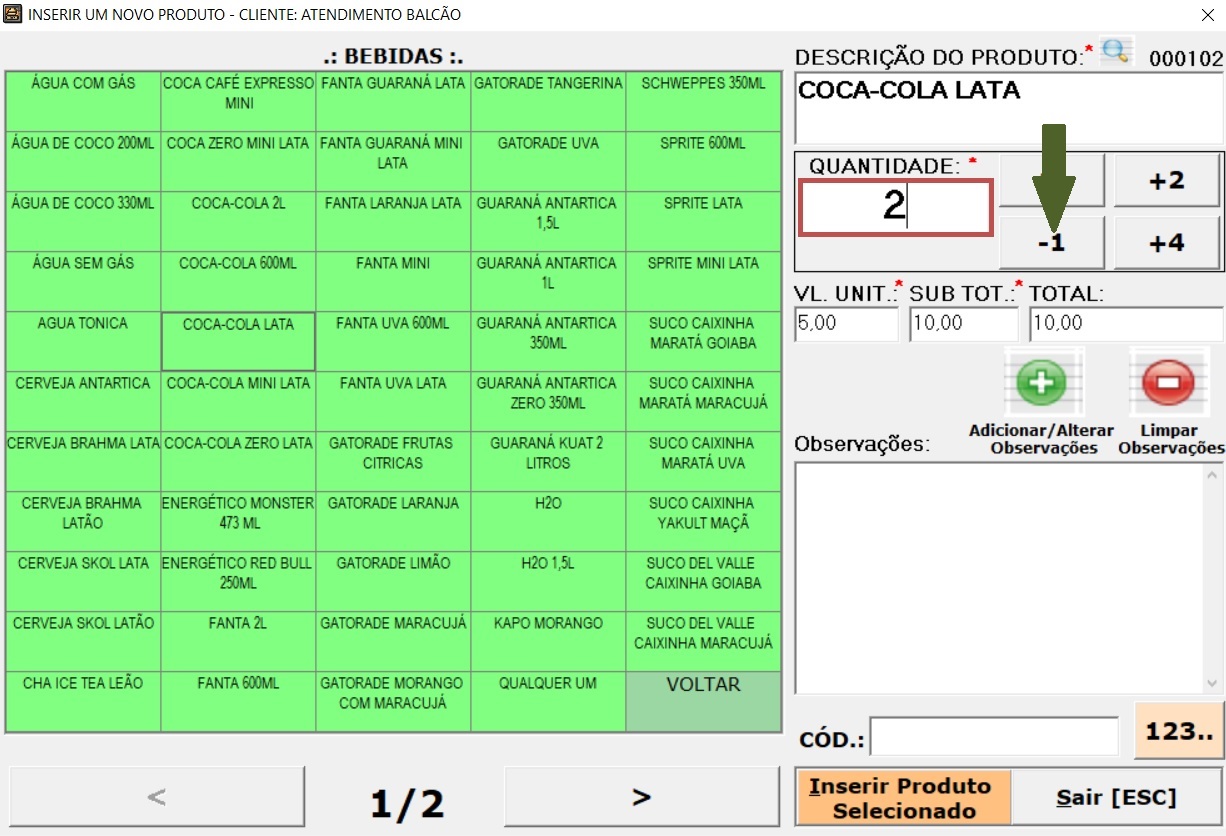 INSERIR UM NOVO PRODUTO - CLIENTE: ATENDIMENTO BALCÃO
.: BEBIDAS :.
ÁGUA COM GÁS
COCA CAFÉ EXPRESSO
MINI
FANTA GUARANÁ LATA
GATORADE TANGERINA
SCHWEPPES 350ML
ÁGUA DE COCO 200ML
COCA ZERO MINI LATA
FANTA GUARANÁ MINI
LATA
GATORADE UVA
SPRITE 600ML
ÁGUA DE COCO 330ML
COCA-COLA 2L
FANTA LARANJA LATA
GUARANÁ ANTARTICA
1,5L
SPRITE LATA
ÁGUA SEM GÁS
COCA-COLA 600ML
FANTA MINI
GUARANÁ ANTARTICA
1L
SPRITE MINI LATA
AGUA TONICA
COCA-COLA LATA
FANTA UVA 600ML
GUARANÁ ANTARTICA
350ML
SUCO CAIXINHA
MARATÁ GOIABA
CERVEJA ANTARTICA
COCA-COLA MINI LATA
FANTA UVA LATA
GUARANÁ ANTARTICA
ZERO 350ML
SUCO CAIXINHA
MARATÁ MARACUJÁ
CERVEJA BRAHMA LATA
COCA-COLA ZERO LATA
GATORADE FRUTAS
CITRICAS
GUARANÁ KUAT 2
LITROS
SUCO CAIXINHA
MARATÁ UVA
CERVEJA BRAHMA
LATÃO
ENERGÉTICO MONSTER
473 ML
GATORADE LARANJA
H2O
SUCO CAIXINHA
YAKULT MAÇÃ
CERVEJA SKOL LATA
ENERGÉTICO RED BULL
250ML
GATORADE LIMÃO
H2O 1,5L
SUCO DEL VALLE
CAIXINHA GOIABA
CERVEJA SKOL LATÃO
FANTA 2L
GATORADE MARACUJÁ
KAPO MORANGO
SUCO DEL VALLE
CAIXINHA MARACUJÁ
CHA ICE TEA LEÃO
FANTA 600ML
GATORADE MORANGO
COM MARACUJÁ
QUALQUER UM
VOLTAR
<
1/2
>
DESCRIÇÃO DO PRODUTO:*
000102
COCA-COLA LATA
QUANTIDADE: *
2
+2
-1
+4
VL. UNIT.:* SUB TOT.:* TOTAL:
5,00
10,00
10,00
Adicionar/Alterar
Observações
Limpar
Observações
Observações:
CÓD.:
123..
Inserir Produto
Selecionado
Sair [ESC]